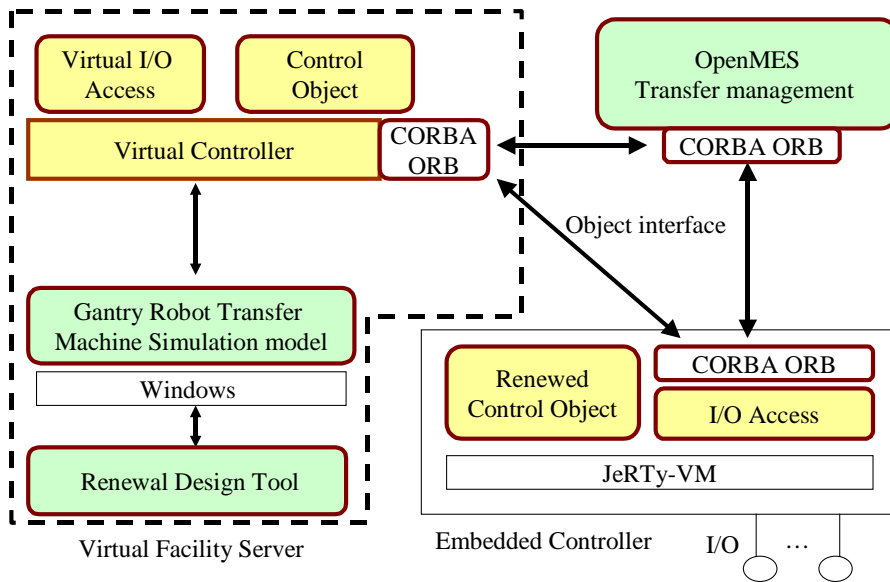 Virtual I/O
Access
Control
Object
Virtual Controller
CORBA
ORB
OpenMES
Transfer management
CORBA ORB
Object interface
Gantry Robot Transfer
Machine Simulation model
Windows
Renewal Design Tool
Virtual Facility Server
Renewed
Control Object
CORBA ORB
I/O Access
JeRTy-VM
Embedded Controller
I/O
…